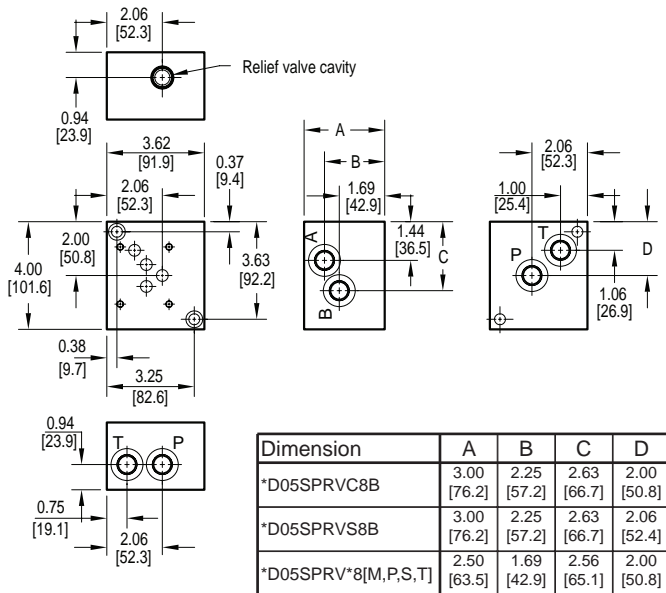 2.06
[52.3]
Relief valve cavity
0.94
[23.9]
3.62
[91.9]
0.37
[9.4]
2.06
[52.3]
2.00
[50.8]
4.00
[101.6]
3.63
[92.2]
0.38
[9.7]
3.25
[82.6]
A
B
1.69
[42.9]
1.44
[36.5]
C
A
B
2.06
[52.3]
1.00
[25.4]
T
P
D
1.06
[26.9]
0.94
[23.9]
T P
0.75
[19.1]
2.06
[52.3]
Dimension A B C D
*D05SPRVC8B 3.00 [76.2] 2.25 [57.2] 2.63 [66.7] 2.00 [50.8]
*D05SPRVS8B 3.00 [76.2] 2.25 [57.2] 2.63 [66.7] 2.06 [52.4]
*D05SPRV*8[M,P,S,T] 2.50 [63.5] 1.69 [42.9] 2.56 [65.1] 2.00 [50.8]